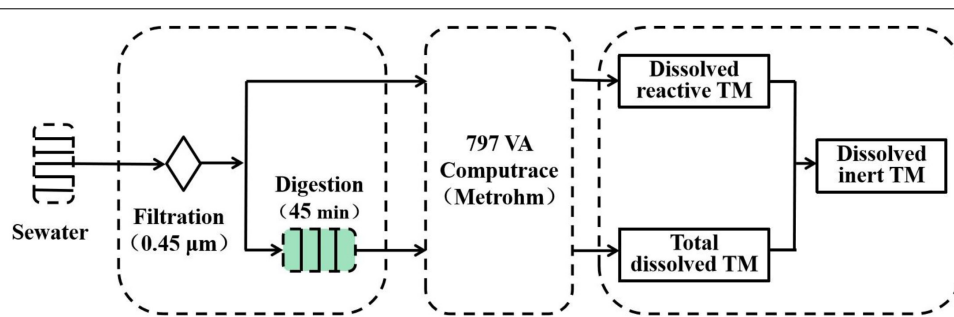 Sewater
Filtration
（0.45 μm）
Digestion
（45 min）
797 VA
Computrace
（Metrohm）
Dissolved
reactive TM
Total
dissolved TM
Dissolved
inert TM